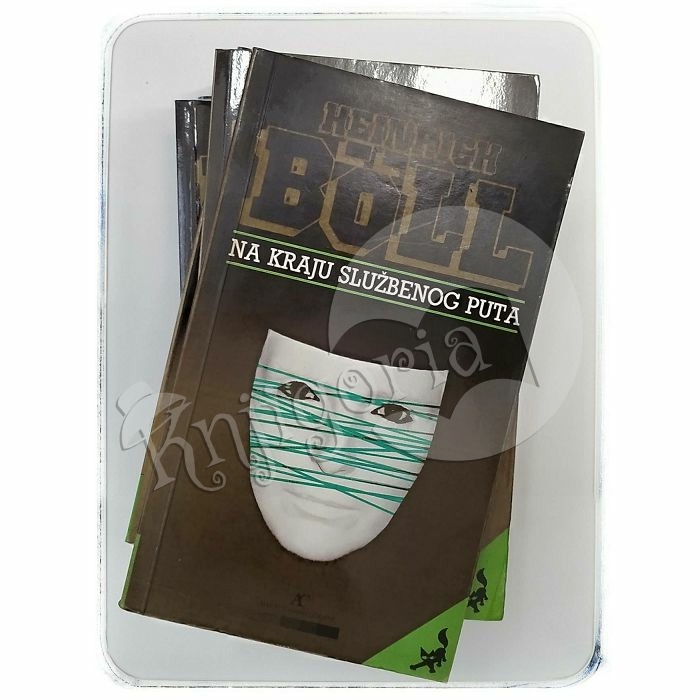 HEINRICH
BÖLL
NA KRAJU SLUŽBENOG PUTA
Knjigoria